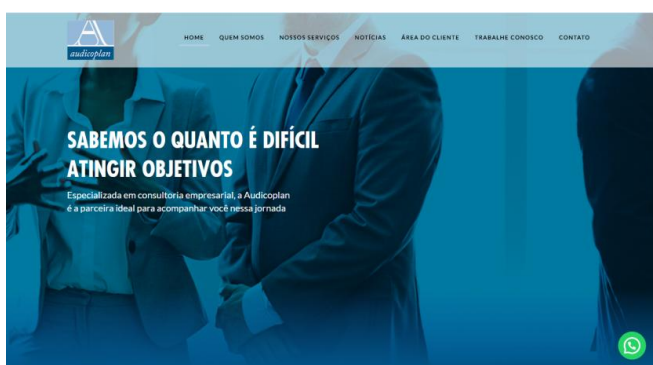 audicoplan
HOME QUEM SOMOS NOSSOS SERVIÇOS NOTÍCIAS ÁREA DO CLIENTE TRABALHE CONOSCO CONTATO
SABEMOS O QUANTO É DIFÍCIL
ATINGIR OBJETIVOS
Especializada em consultoria empresarial, a Audicoplan
é a parceira ideal para acompanhar você nessa jornada